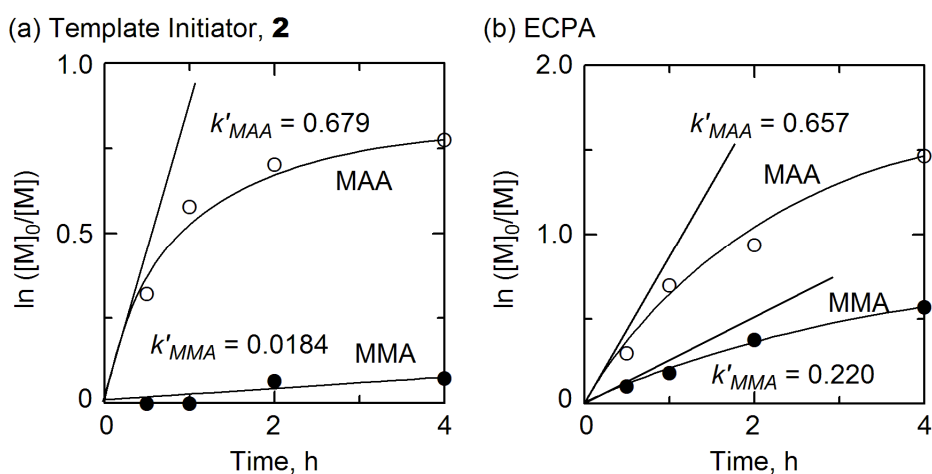 (a) Template Initiator, 2
(b) ECPA
1.0
0.5
0
ln ([M]0/[M])
k'MAA = 0.679
MAA
k'MMA = 0.0184
MMA
0
2
4
Time, h
2.0
1.0
0
ln ([M]0/[M])
k'MAA = 0.657
MAA
MMA
k'MMA = 0.220
0
2
4
Time, h